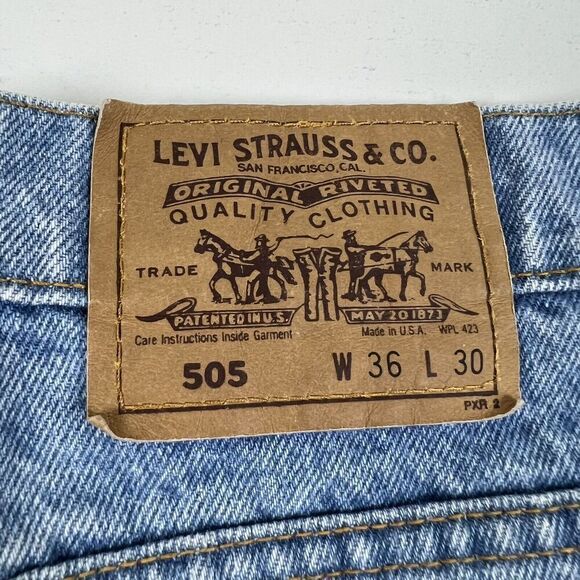 LEVI STRAUSS & CO.
SAN FRANCISCO, CAL.
ORIGINAL RIVETED
QUALITY CLOTHING
TRADE MARK
PATENTED IN U.S. MAY 20 1873
Care Instructions Inside Garment Made in U.S.A. WPL 423
505 W 36 L 30
PXR 2